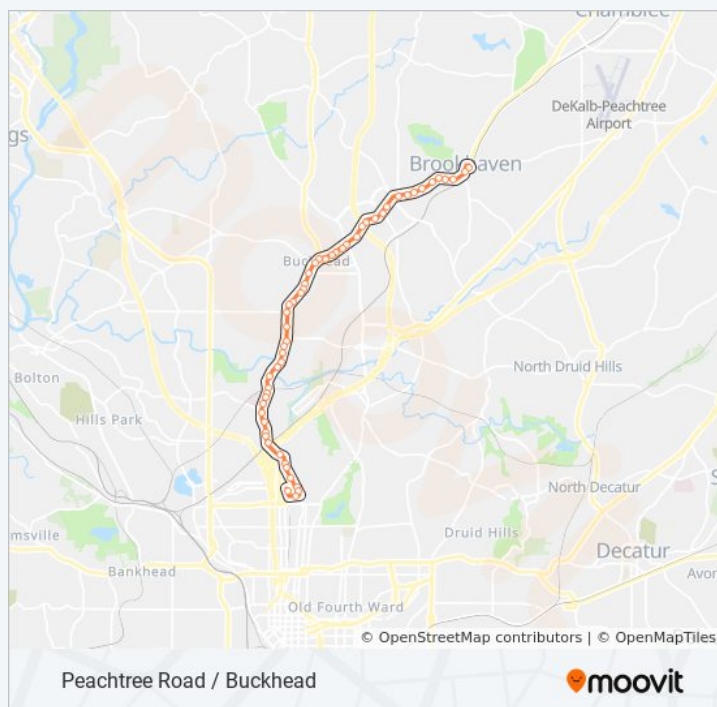 Chamblee
DeKalb-Peachtree
Airport
ngs
Brookhaven
Buckhead
North Druid Hills
Bolton
Hills Park
North Decatur
Druid Hills
msville
Decatur
Bankhead
Avon
Old Fourth Ward
© OpenStreetMap contributors | © OpenMapTiles
Peachtree Road / Buckhead
moovit